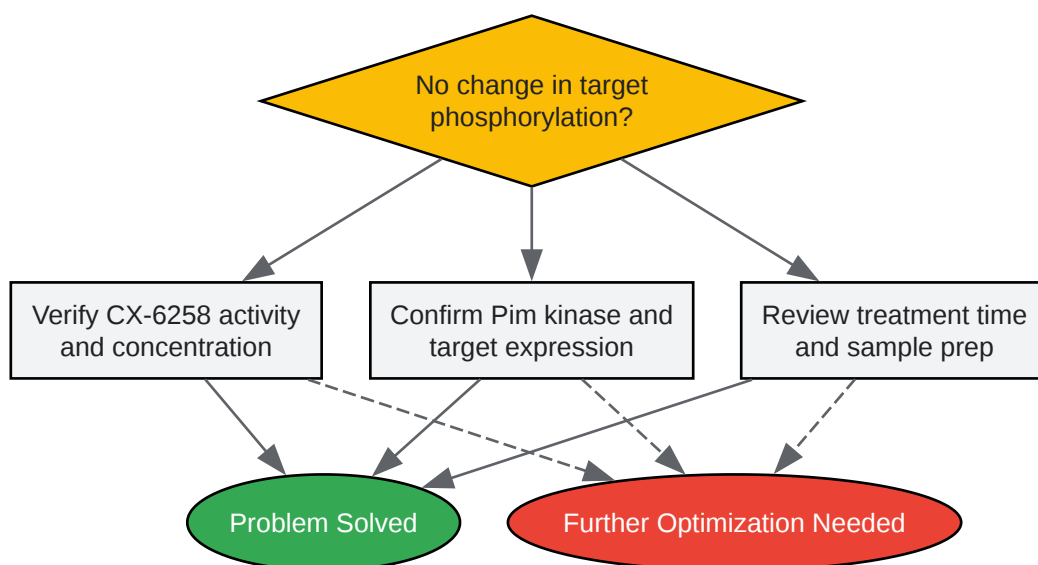 No change in target
phosphorylation?
Verify CX-6258 activity
and concentration
Confirm Pim kinase and
target expression
Review treatment time
and sample prep
Problem Solved
Further Optimization Needed